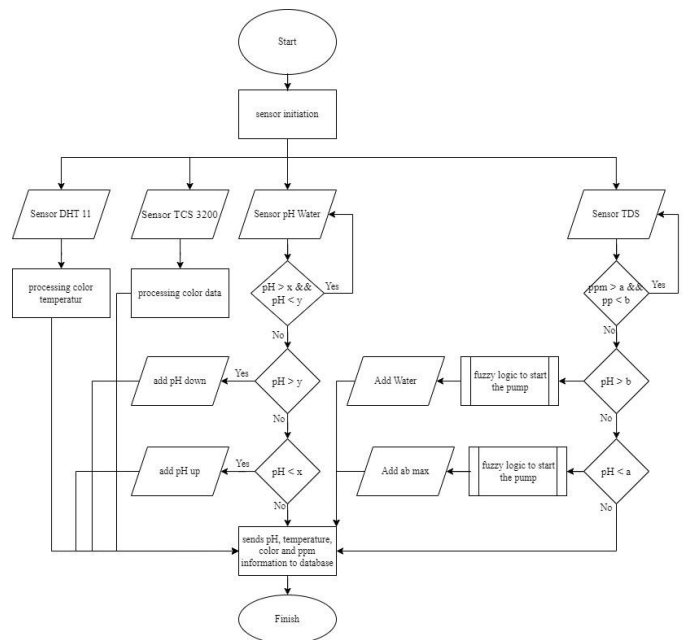 Start
sensor initiation
Sensor DHT 11
Sensor TCS 3200
Sensor pH Water
Sensor TDS
processing color
temperatur
processing color data
pH > x &&
pH < y
Yes
ppm > a &&
pp < b
Yes
No
No
add pH down
Yes
pH > y
Add Water
fuzzy logic to start
the pump
pH > b
No
No
add pH up
Yes
pH < x
Add ab max
fuzzy logic to start
the pump
pH < a
No
No
sends pH, temperature,
color and ppm
information to database
Finish